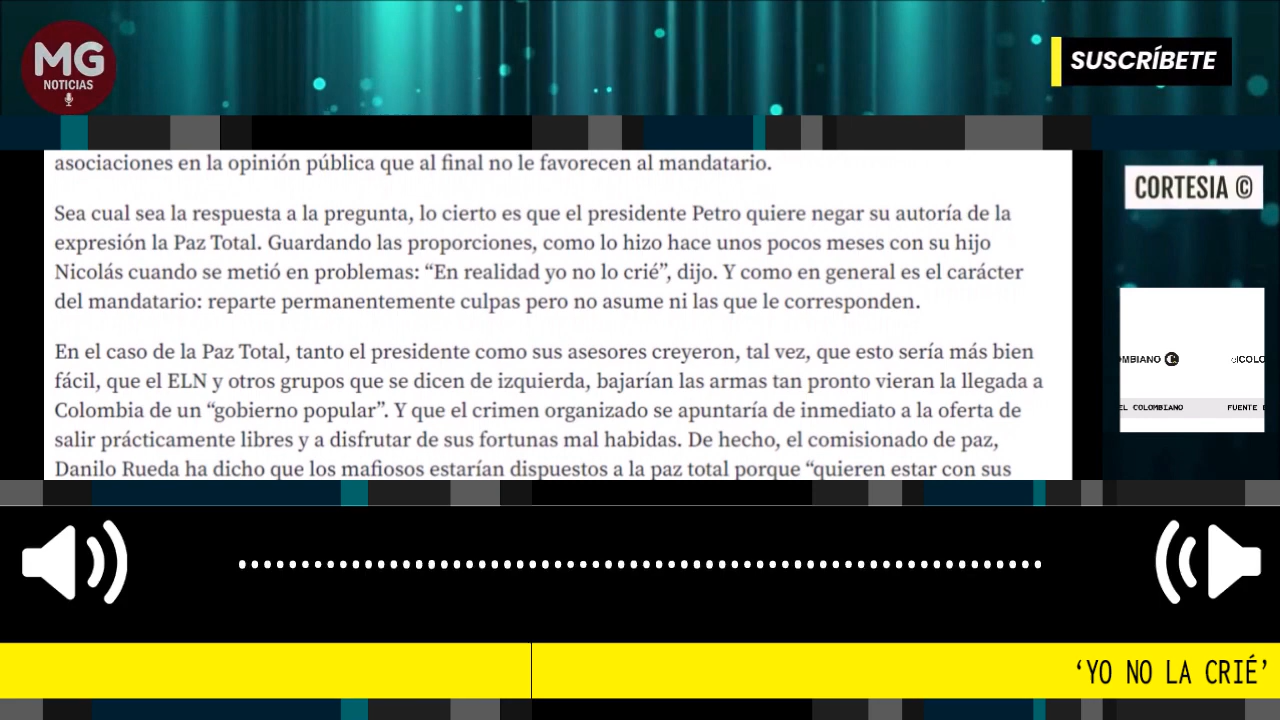 MG
NOTICIAS
SUSCRÍBETE
asociaciones en la opinión pública que al final no le favorecen al mandatario.
Sea cual sea la respuesta a la pregunta, lo cierto es que el presidente Petro quiere negar su autoría de la
expresión la Paz Total. Guardando las proporciones, como lo hizo hace unos pocos meses con su hijo
Nicolás cuando se metió en problemas: “En realidad yo no lo crié”, dijo. Y como en general es el carácter
del mandatario: reparte permanentemente culpas pero no asume ni las que le corresponden.
En el caso de la Paz Total, tanto el presidente como sus asesores creyeron, tal vez, que esto sería más bien
fácil, que el ELN y otros grupos que se dicen de izquierda, bajarían las armas tan pronto vieran la llegada a
Colombia de un “gobierno popular”. Y que el crimen organizado se apuntaría de inmediato a la oferta de
salir prácticamente libres y a disfrutar de sus fortunas mal habidas. De hecho, el comisionado de paz,
Danilo Rueda ha dicho que los mafiosos estarían dispuestos a la paz total porque “quieren estar con sus
CORTESIA ©
OMBIANO elCOLO
EL COLOMBIANO FUENTE
‘YO NO LA CRIÉ’